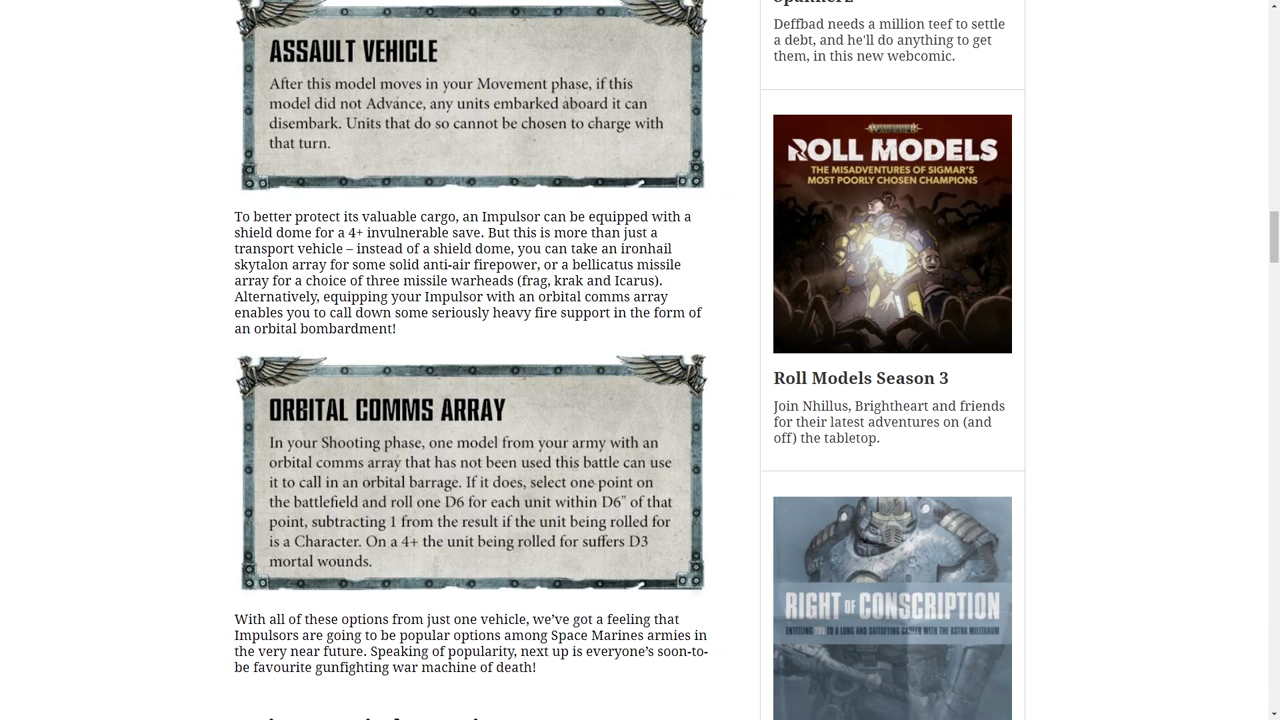 ASSAULT VEHICLE
After this model moves in your Movement phase, if this
model did not Advance, any units embarked aboard it can
disembark. Units that do so cannot be chosen to charge with
that turn.
To better protect its valuable cargo, an Impulsor can be equipped with a
shield dome for a 4+ invulnerable save. But this is more than just a
transport vehicle – instead of a shield dome, you can take an ironhail
skytalon array for some solid anti-air firepower, or a bellicatus missile
array for a choice of three missile warheads (frag, krak and Icarus).
Alternatively, equipping your Impulsor with an orbital comms array
enables you to call down some seriously heavy fire support in the form of
an orbital bombardment!
ORBITAL COMMS ARRAY
In your Shooting phase, one model from your army with an
orbital comms array that has not been used this battle can use
it to call in an orbital barrage. If it does, select one point on
the battlefield and roll one D6 for each unit within D6" of that
point, subtracting 1 from the result if the unit being rolled for
is a Character. On a 4+ the unit being rolled for suffers D3
mortal wounds.
With all of these options from just one vehicle, we've got a feeling that
Impulsors are going to be popular options among Space Marines armies in
the very near future. Speaking of popularity, next up is everyone's soon-to-
be favourite gunfighting war machine of death!
Deffbad needs a million teef to settle
a debt, and he'll do anything to get
them, in this new webcomic.
ROLL MODELS
THE MISADVENTURES OF SIGMAR'S
MOST POORLY CHOSEN CHAMPIONS
Roll Models Season 3
Join Nhillus, Brightheart and friends
for their latest adventures on (and
off) the tabletop.
RIGHT OF CONSCRIPTION
ENTITLING YOU TO A LONG AND SATISFYING CAREER WITH THE ASTRA MILITARUM